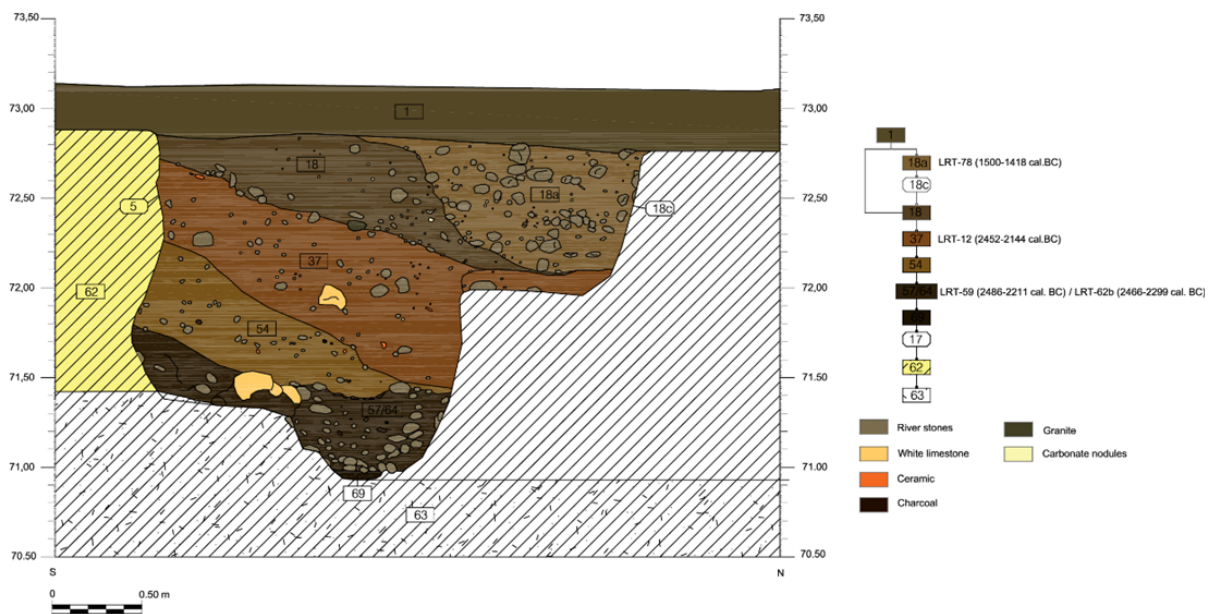 73,50
73,00
72,50
72,00
71,50
71,00
70.50
73,50
73,00
72,50
72,00
71,50
71,00
70.50
1
18
18a
5
18c
37
62
54
57/64
69
63
S
N
0 0.50 m
1
18a LRT-78 (1500-1418 cal.BC)
18c
18
37 LRT-12 (2452-2144 cal.BC)
54
57/64 LRT-59 (2486-2211 cal. BC) / LRT-62b (2466-2299 cal. BC)
17
62
63
River stones
White limestone
Ceramic
Charcoal
Granite
Carbonate nodules